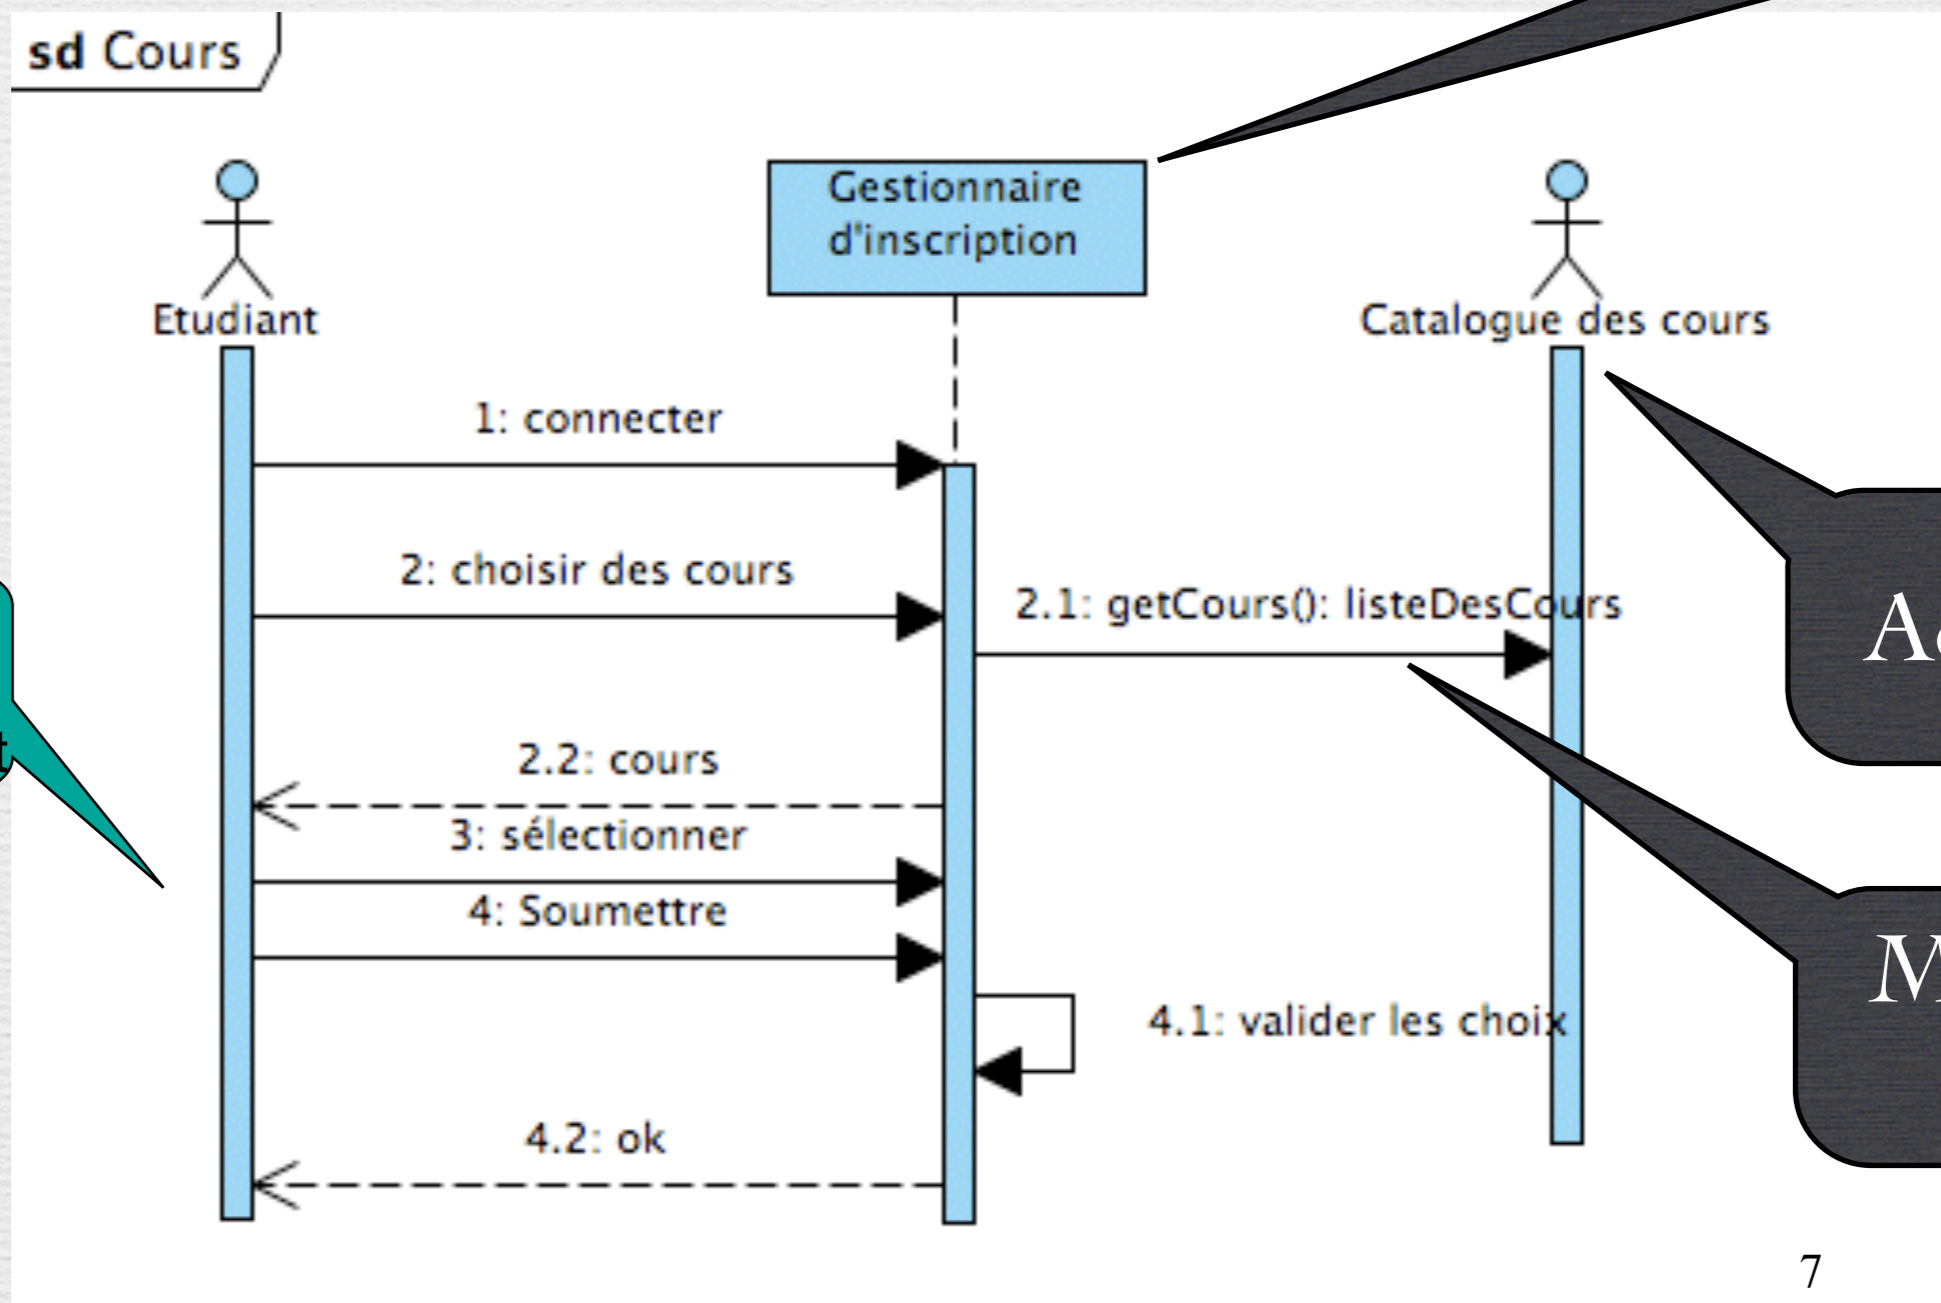 sd Cours
Gestionnaire
d'inscription
Etudiant
Catalogue des cours
1: connecter
2: choisir des cours
2.1: getCours(): listeDesCours
2.2: cours
3: sélectionner
4: Soumettre
4.1: valider les choix
4.2: ok
7